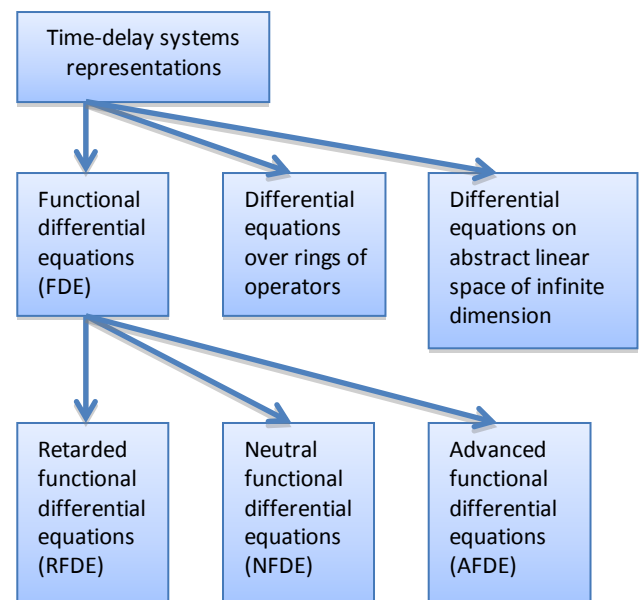 Time-delay systems
representations
Functional
differential
equations
(FDE)
Differential
equations
over rings of
operators
Differential
equations on
abstract linear
space of infinite
dimension
Retarded
functional
differential
equations
(RFDE)
Neutral
functional
differential
equations
(NFDE)
Advanced
functional
differential
equations
(AFDE)